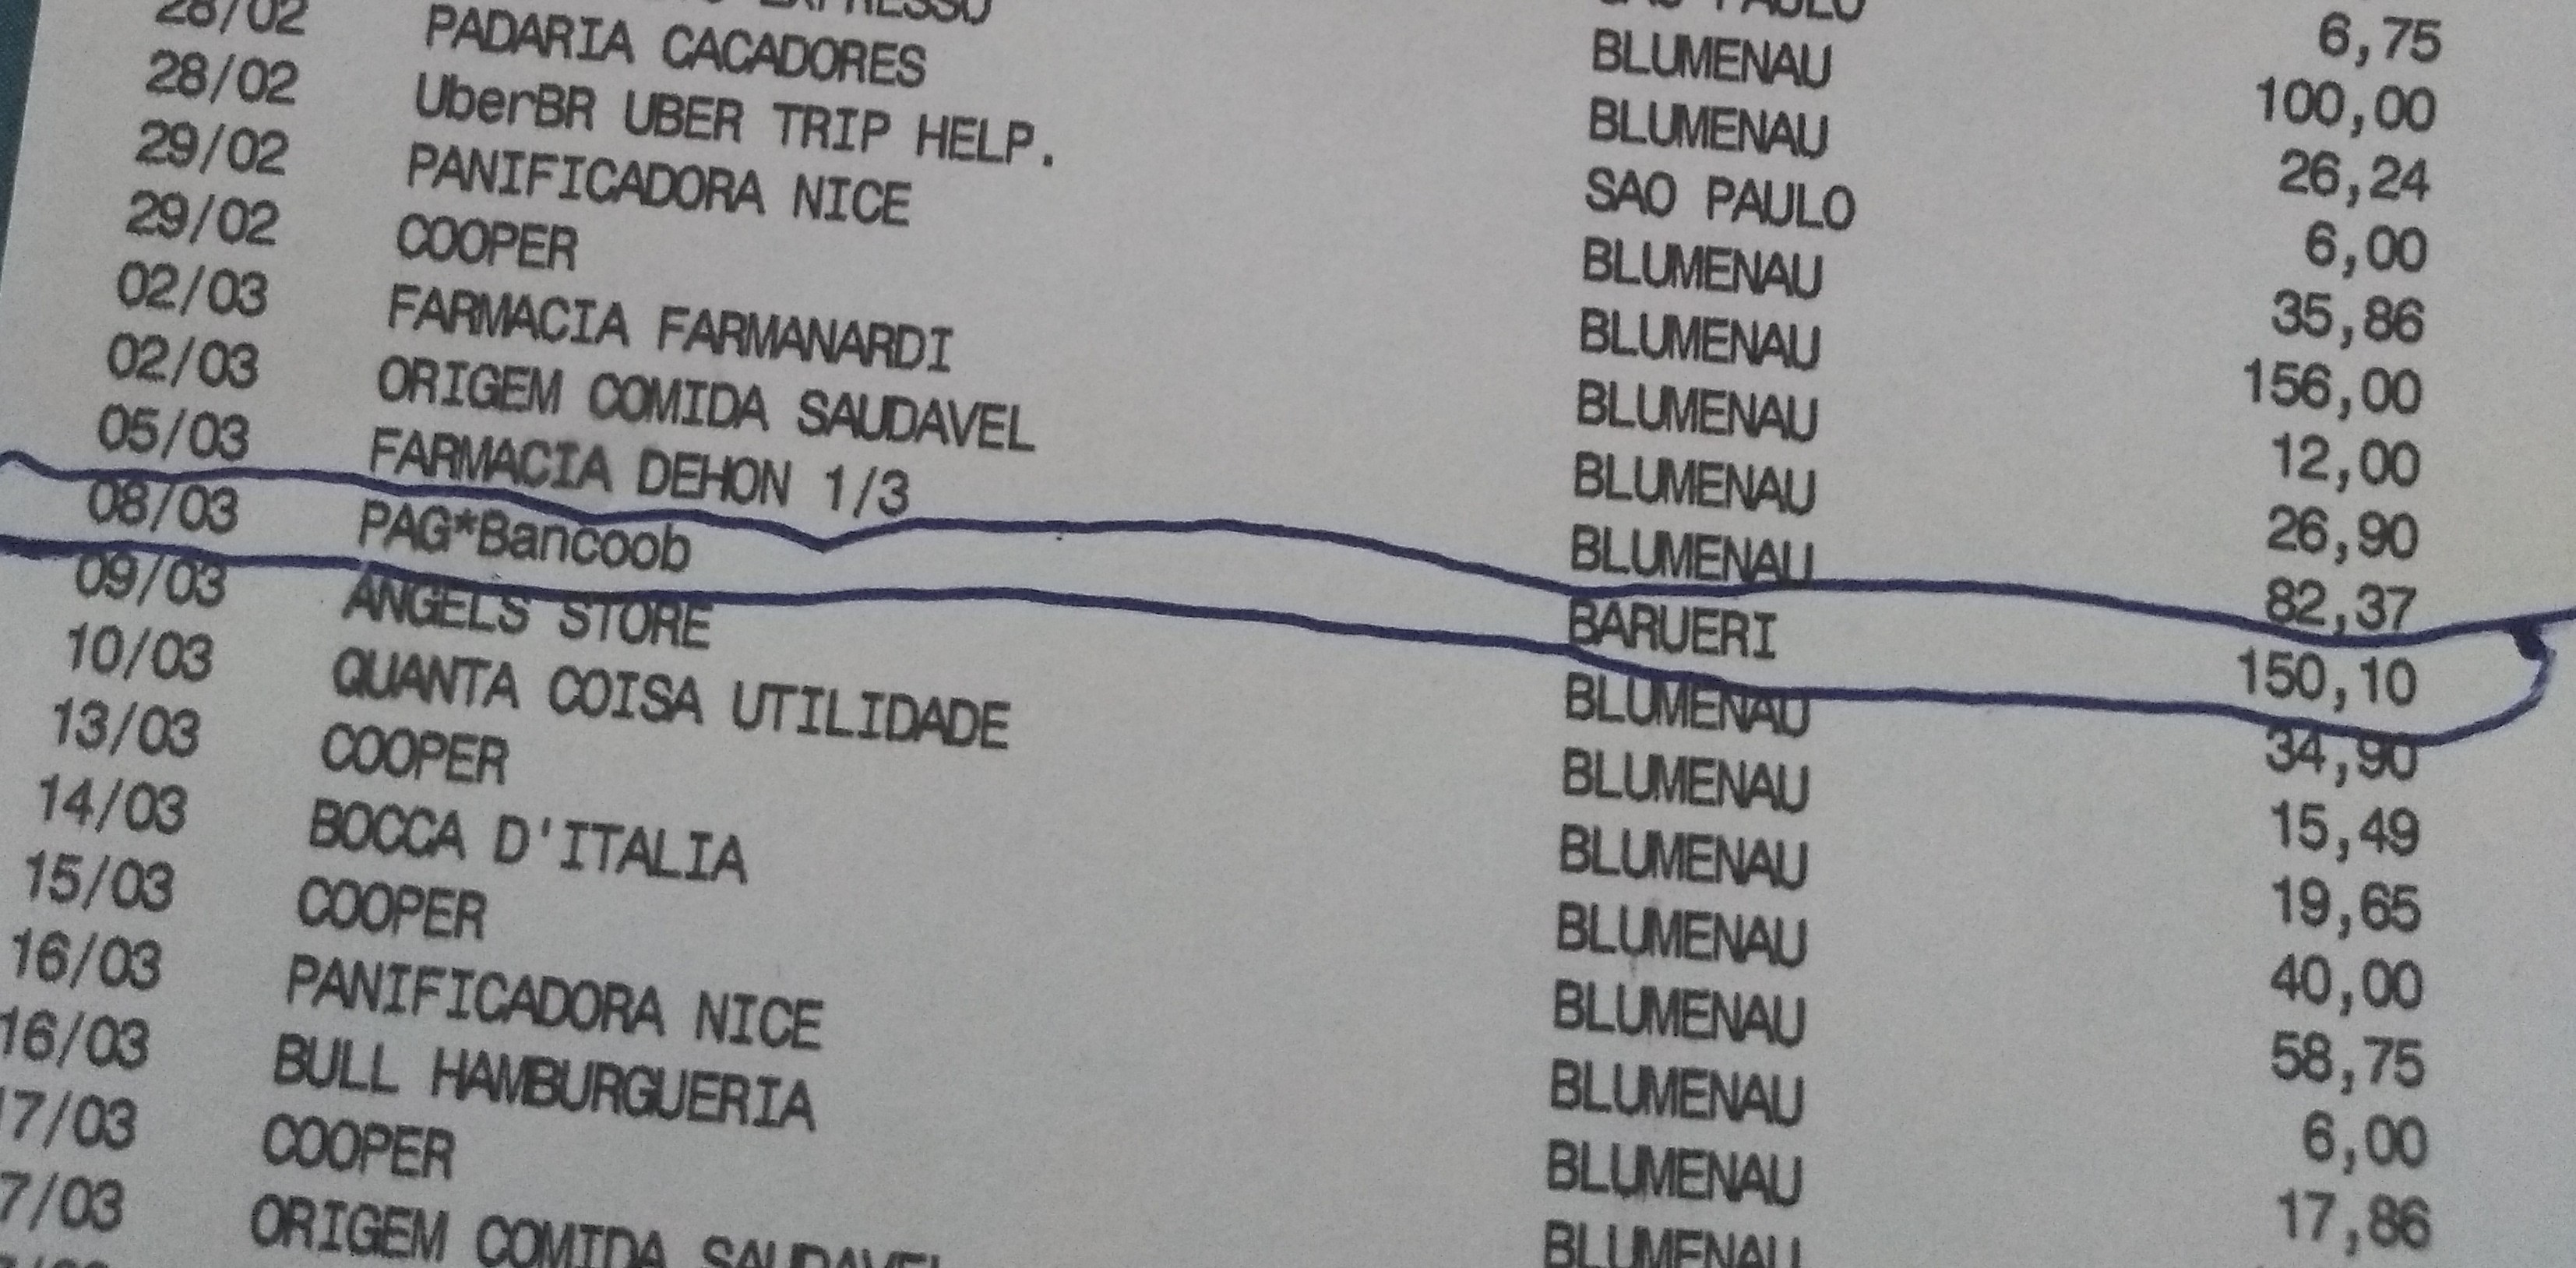 SAO PAULO 6,75
EXPRESSO BLUMENAU 100,00
28/02 PADARIA CACADORES BLUMENAU 26,24
28/02 UberBR UBER TRIP HELP. SAO PAULO 6,00
29/02 PANIFICADORA NICE BLUMENAU 35,86
29/02 COOPER BLUMENAU 156,00
02/03 FARMACIA FARMANARDI BLUMENAU 12,00
02/03 ORIGEM COMIDA SAUDAVEL BLUMENAU 26,90
05/03 FARMACIA DEHON 1/3 BLUMENAU 82,37
08/03 PAG*Bancoob BARUERI 150,10
09/03 ANGELS STORE BLUMENAU 34,90
10/03 QUANTA COISA UTILIDADE BLUMENAU 15,49
13/03 COOPER BLUMENAU 19,65
14/03 BOCCA D'ITALIA BLUMENAU 40,00
15/03 COOPER BLUMENAU 58,75
16/03 PANIFICADORA NICE BLUMENAU 6,00
16/03 BULL HAMBURGUERIA BLUMENAU 17,86
17/03 COOPER BLUMENAU
7/03 ORIGEM COMIDA SAUDAVEL